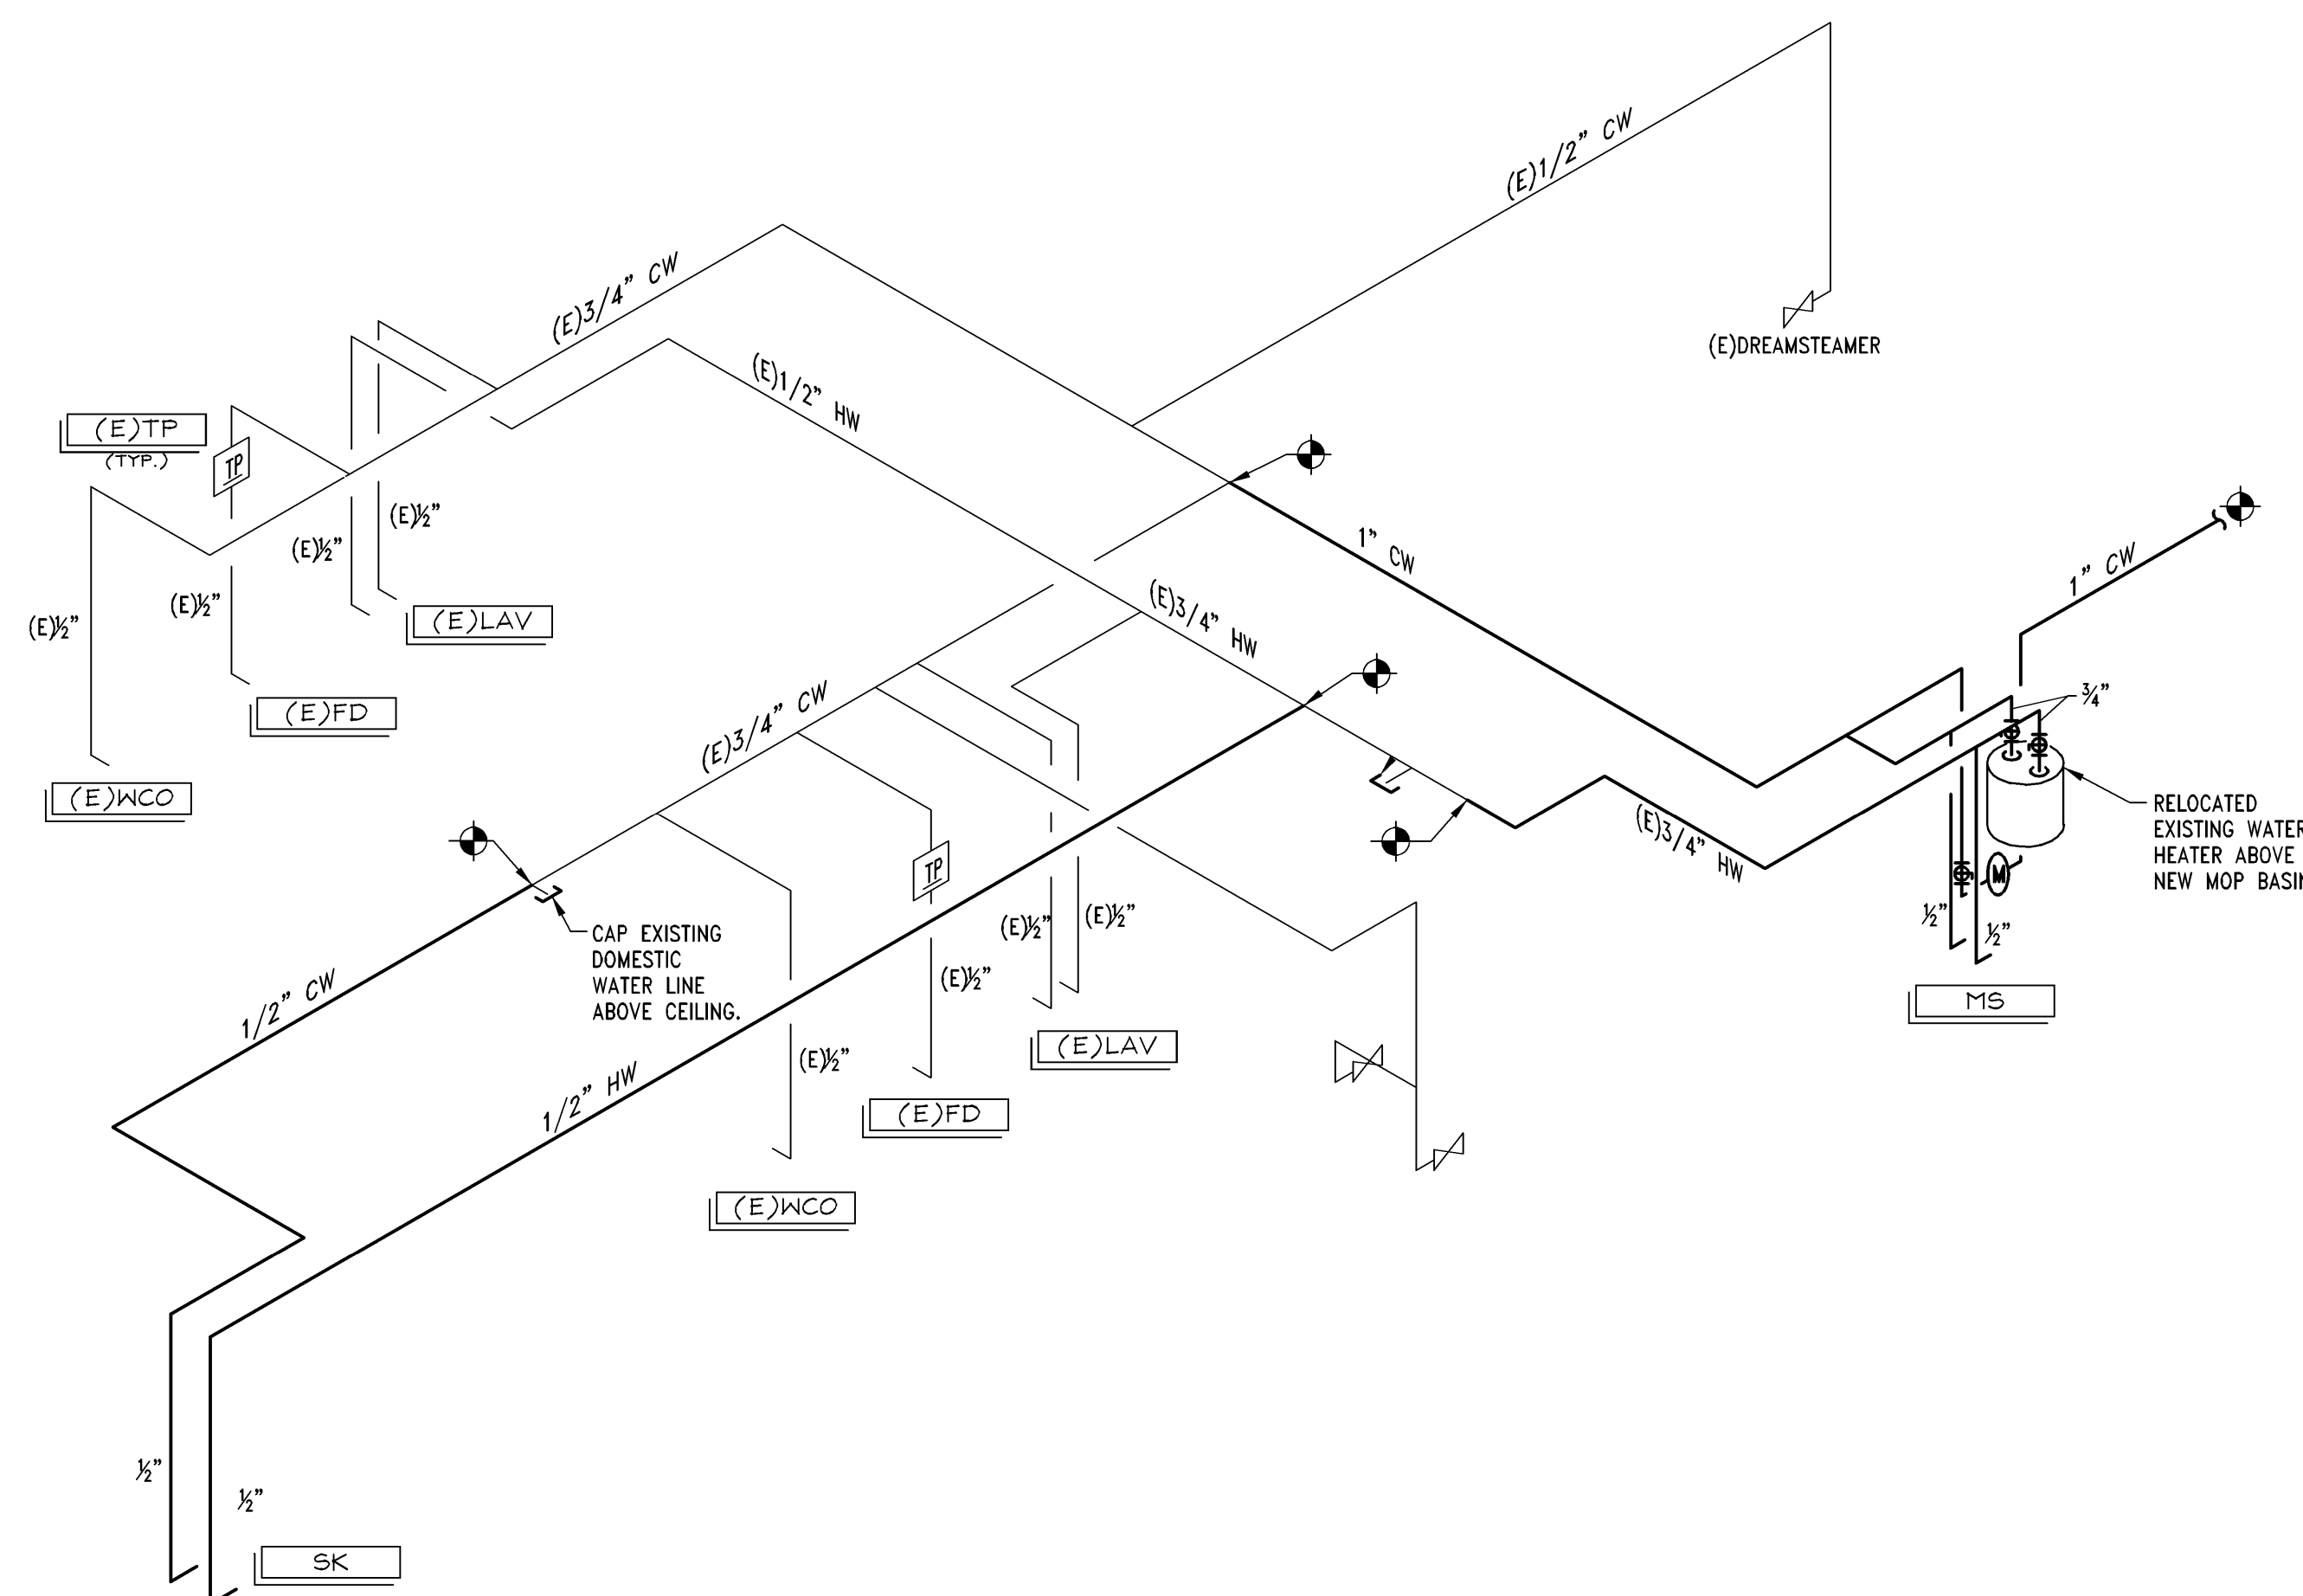 (E)1/2" CW
(E)3/4" CW
(E)1/2" HW
(E)DREAMSTEAMER
(E)TP
(TYP.)
TP
(E)½"
(E)½"
1" CW
1" CW
(E)½"
(E)½"
(E)LAV
(E)3/4" HW
(E)FD
(E)3/4" CW
¾"
(E)WCO
RELOCATED
EXISTING WATER
HEATER ABOVE
NEW MOP BASIN
(E)3/4" HW
TP
M
½"
½"
(E)½"
(E)½"
CAP EXISTING
DOMESTIC
WATER LINE
ABOVE CEILING.
(E)½"
MS
1/2" CW
(E)LAV
(E)½"
1/2" HW
(E)FD
(E)WCO
½"
½"
SK